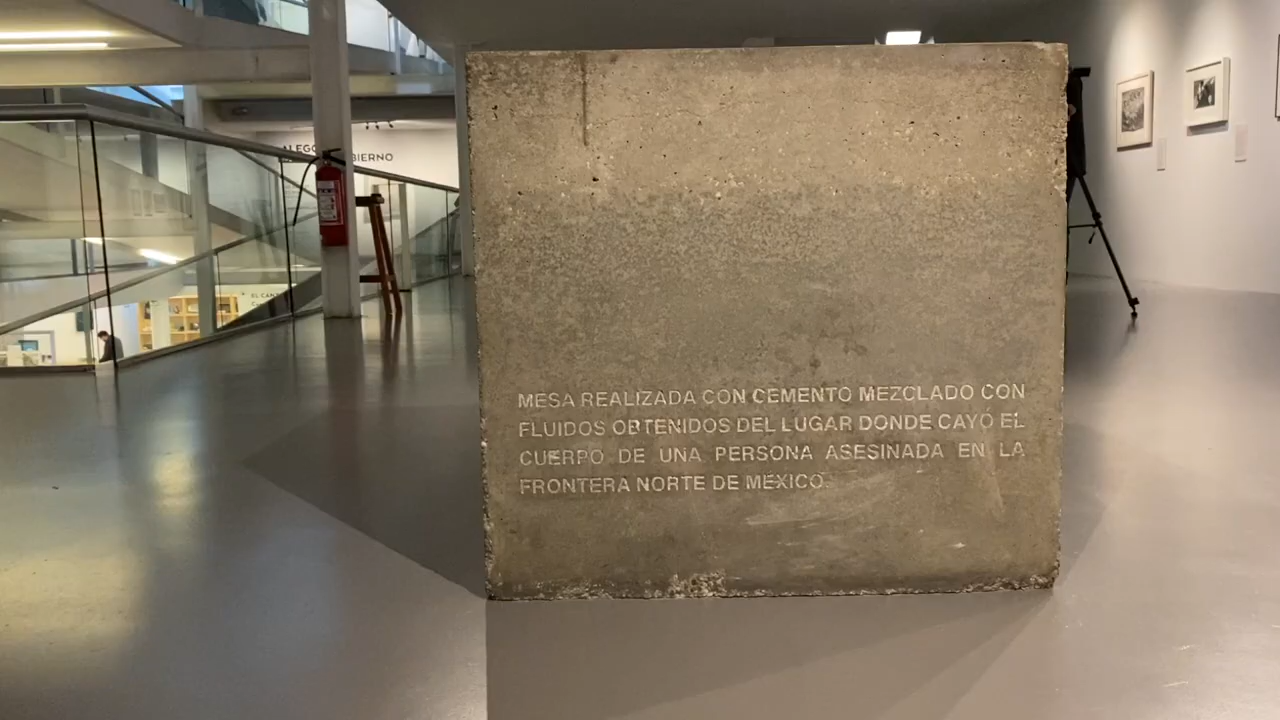 MESA REALIZADA CON CEMENTO MEZCLADO CON
FLUIDOS OBTENIDOS DEL LUGAR DONDE CAYÓ EL
CUERPO DE UNA PERSONA ASESINADA EN LA
FRONTERA NORTE DE MÉXICO.